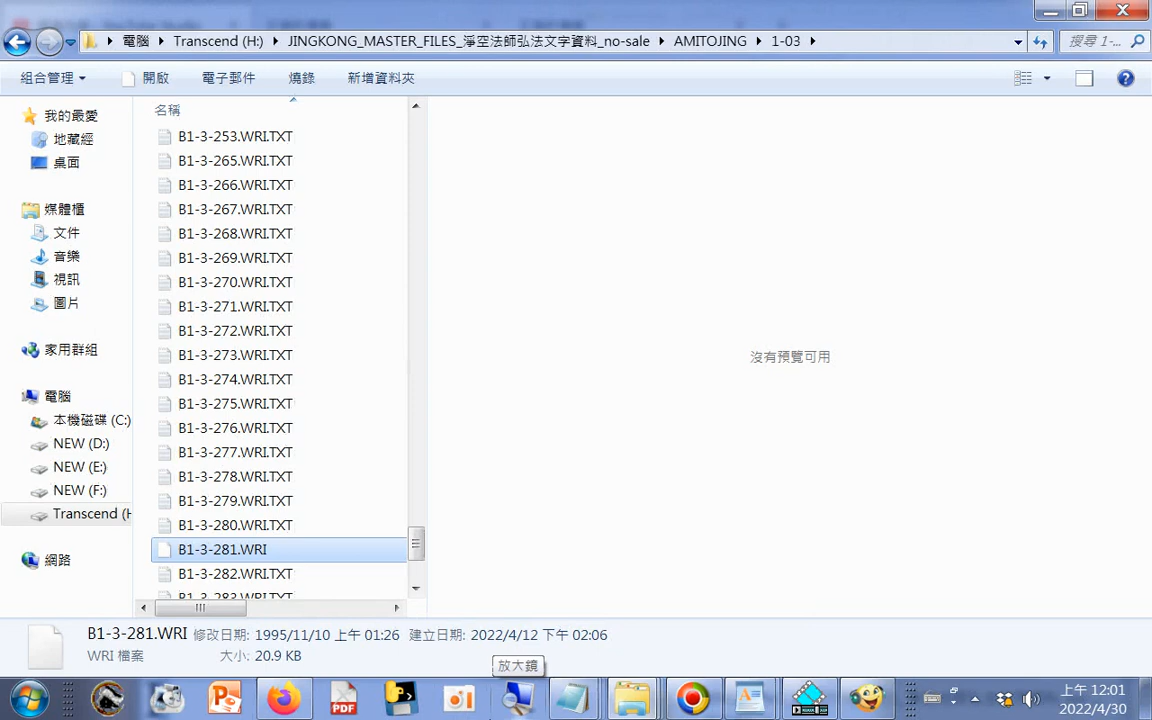 電腦 ▸ Transcend (H:) ▸ JINGKONG_MASTER_FILES_淨空法師弘法文字資料_no-sale ▸ AMITOJING ▸ 1-03 ▸
搜尋 1-...
組合管理 開啟 電子郵件 燒錄 新增資料夾
我的最愛
地藏經
桌面
媒體櫃
文件
音樂
視訊
圖片
家用群組
電腦
本機磁碟 (C:)
NEW (D:)
NEW (E:)
NEW (F:)
Transcend (H
網路
名稱
B1-3-253.WRI.TXT
B1-3-265.WRI.TXT
B1-3-266.WRI.TXT
B1-3-267.WRI.TXT
B1-3-268.WRI.TXT
B1-3-269.WRI.TXT
B1-3-270.WRI.TXT
B1-3-271.WRI.TXT
B1-3-272.WRI.TXT
B1-3-273.WRI.TXT
B1-3-274.WRI.TXT
B1-3-275.WRI.TXT
B1-3-276.WRI.TXT
B1-3-277.WRI.TXT
B1-3-278.WRI.TXT
B1-3-279.WRI.TXT
B1-3-280.WRI.TXT
B1-3-281.WRI
B1-3-282.WRI.TXT
B1-3-283.WRI.TXT
沒有預覽可用
B1-3-281.WRI 修改日期: 1995/11/10 上午 01:26 建立日期: 2022/4/12 下午 02:06
WRI 檔案 大小: 20.9 KB
放大鏡
PDF
上午 12:01
2022/4/30